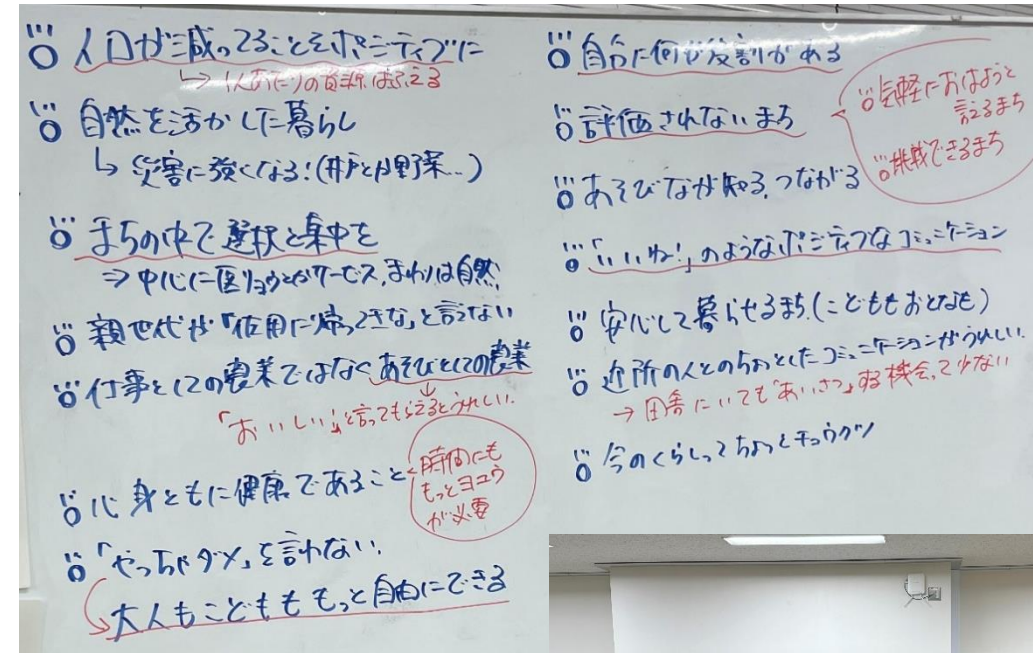 人口が減ってることをポジティブに
↳ 1人あたりの資源はふえる
自然を活かした暮らし
↳ 災害に強くなる!(井戸とか野菜…)
まちの中で選択と集中を
⇒ 中心に医リョウとかサービス、まわりは自然
親世代が「佐用に帰ってきな」と言えない
仕事としての農業ではなくあそびとしての農業
「おいしい」と言ってもらえるとうれしい
心身ともに健康であること
時間にも
もっとヨユウ
が必要
「やっちゃダメ」を言わない
大人もこどもももっと自由にできる
自分に何か役割がある
評価されないまち
気軽におはようと
言えるまち
挑戦できるまち
あそびながら知る、つながる
「いいね!」のようなポジティブなコミュニケーション
安心して暮らせるまち(こどももおとなも)
近所の人とのちょっとしたコミュニケーションがうれしい
→ 田舎にいても「あいさつ」する機会って少ない
今のくらしってちょっとキュウクツ